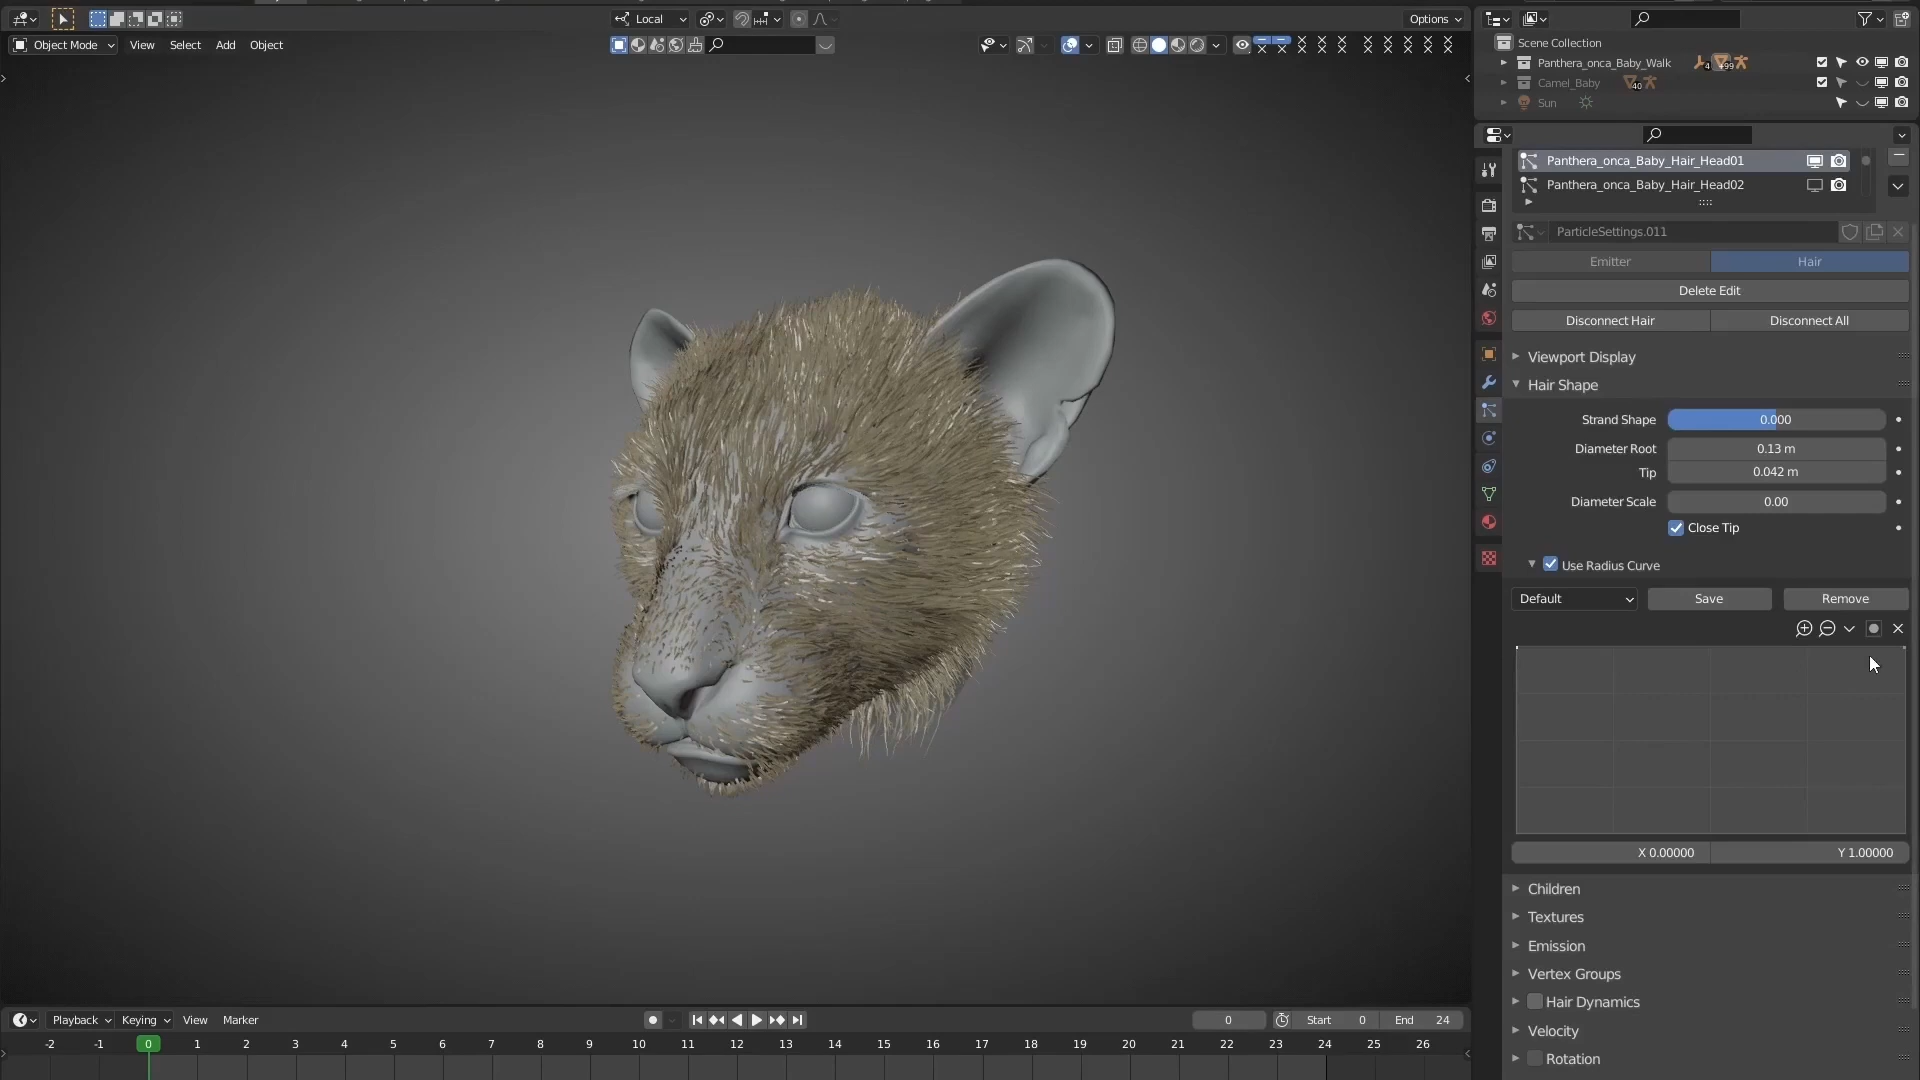 Local
Options
Object Mode
View
Select
Add
Object
Scene Collection
Panthera_onca_Baby_Walk
4
+99
Camel_Baby
40
Sun
Panthera_onca_Baby_Hair_Head01
Panthera_onca_Baby_Hair_Head02
ParticleSettings.011
Emitter
Hair
Delete Edit
Disconnect Hair
Disconnect All
Viewport Display
Hair Shape
Strand Shape 0.000
Diameter Root 0.13 m
Tip 0.042 m
Diameter Scale 0.00
Close Tip
Use Radius Curve
Default
Save
Remove
X 0.00000
Y 1.00000
Children
Textures
Emission
Vertex Groups
Hair Dynamics
Velocity
Rotation
Playback
Keying
View
Marker
0
Start 0
End 24
-2 -1 0 1 2 3 4 5 6 7 8 9 10 11 12 13 14 15 16 17 18 19 20 21 22 23 24 25 26